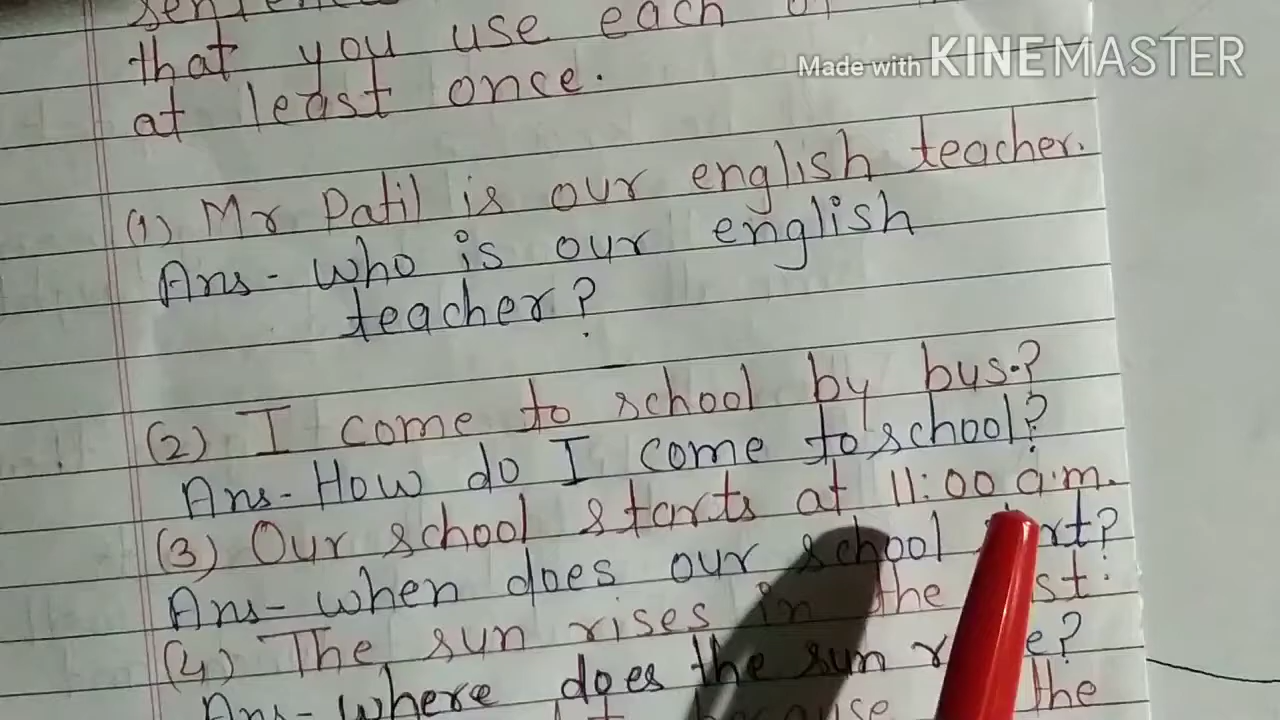 that you use each
at least once.
Made with KINEMASTER
(1) Mr Patil is our english teacher.
Ans - who is our english
teacher?
(2) I come to school by bus.?
Ans - How do I come to school?
(3) Our school starts at 11:00 a.m.
Ans - when does our school
(4) The sun rises in the
Ans - where does the sun
because the